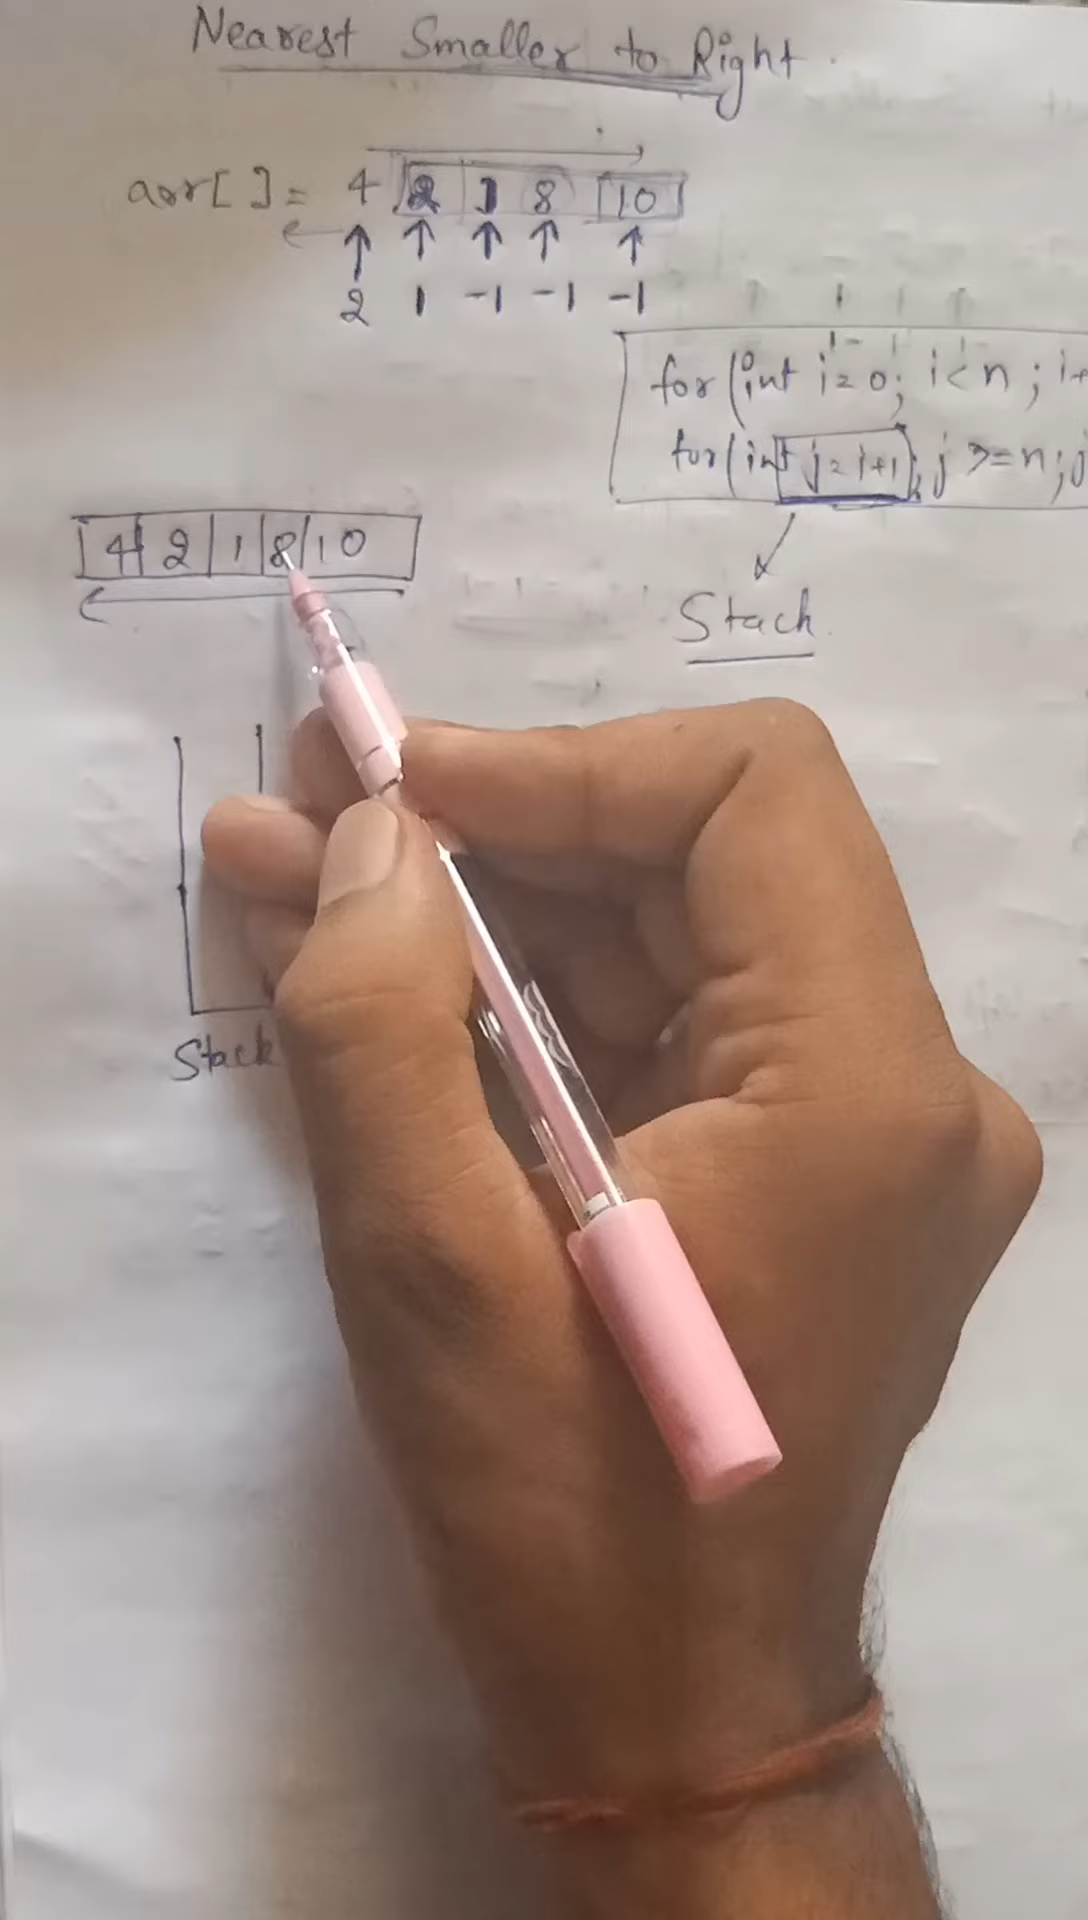 Nearest Smaller to Right.
arr[ ] = 4 2 1 8 10
2 1 -1 -1 -1
for (int i = 0; i < n ; i+
for (int j = i+1; j >= n; j
4 2 1 8 10
Stack
Stack